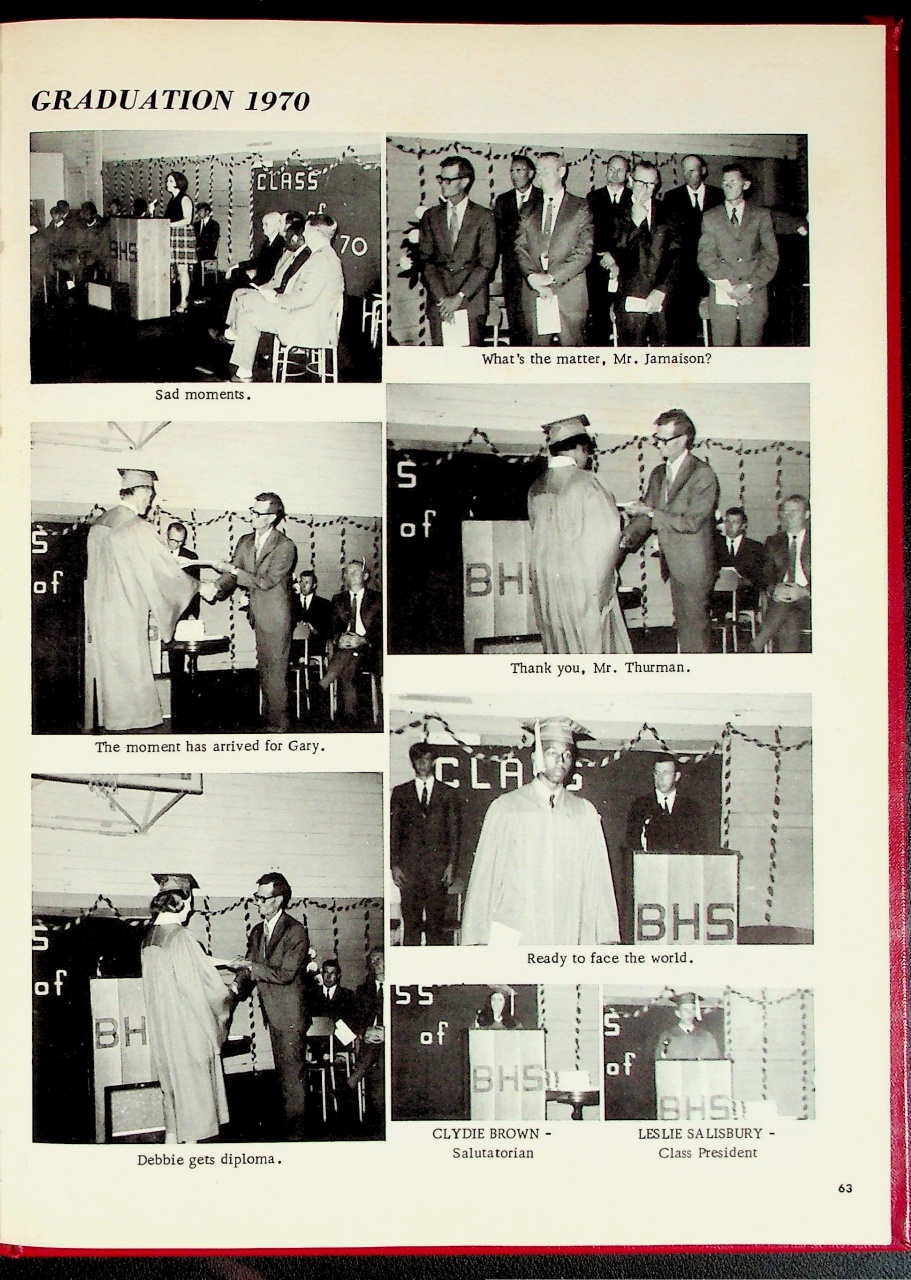 GRADUATION 1970
CLASS
of
70
BHS
Sad moments.
What's the matter, Mr. Jamaison?
S
of
The moment has arrived for Gary.
S
of
BH
Thank you, Mr. Thurman.
S
of
BH
Debbie gets diploma.
CLASS
BHS
Ready to face the world.
SS
of
BHS
CLYDIE BROWN -
Salutatorian
S
of
BHS
LESLIE SALISBURY -
Class President
63